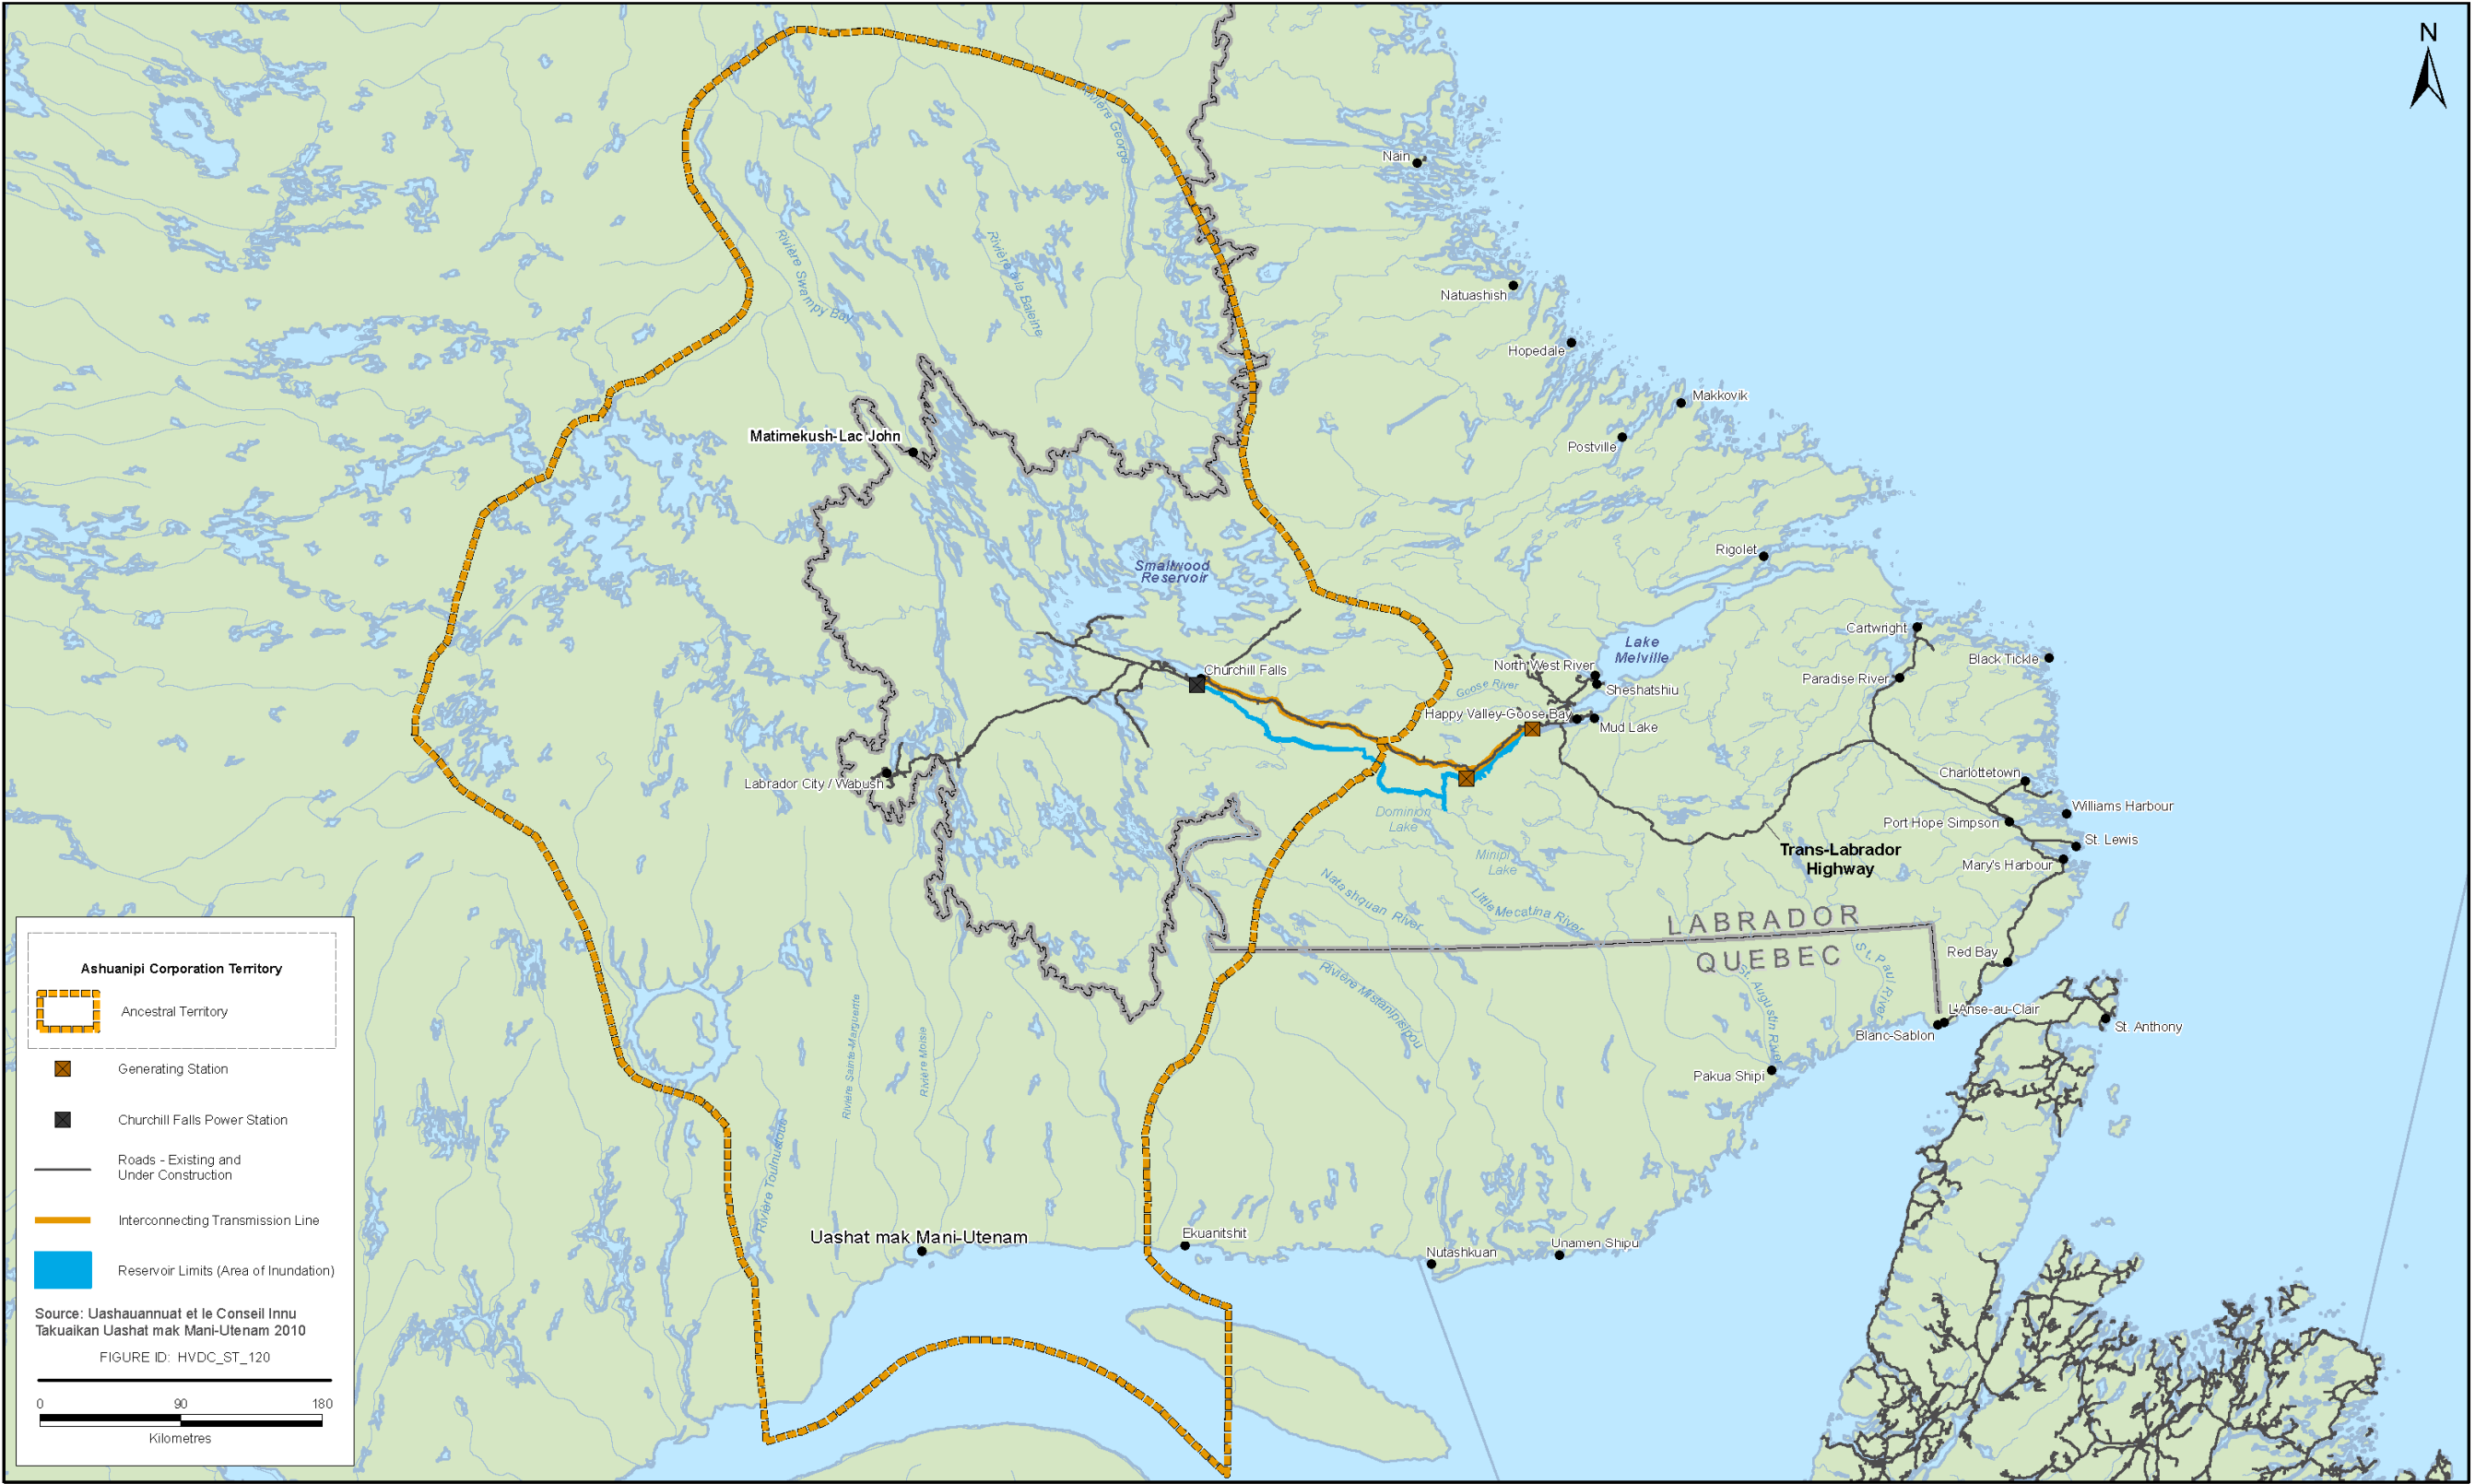 N
Rivière George
Nain
Rivière Swampy Bay
Rivière à la Baleine
Natuashish
Hopedale
Makkovik
Matimekush-Lac John
Postville
Smallwood
Reservoir
Rigolet
Cartwright
Lake
Melville
Black Tickle
Churchill Falls
North West River
Paradise River
Sheshatshiu
Goose River
Happy Valley-Goose Bay
Mud Lake
Labrador City / Wabush
Charlottetown
Williams Harbour
Dominion
Lake
Port Hope Simpson
St. Lewis
Trans-Labrador
Highway
Minipi
Lake
Mary's Harbour
Natashquan River
Little Mecatina River
LABRADOR
QUEBEC
Red Bay
St. Paul River
St. Augustin River
Rivière Mistanipisipou
L'Anse-au-Clair
Blanc-Sablon
St. Anthony
Rivière Sainte-Marguerite
Rivière Moisie
Pakua Shipi
Rivière Toulnustouc
Uashat mak Mani-Utenam
Ekuanitshit
Nutashkuan
Unamen Shipu
Ashuanipi Corporation Territory
Ancestral Territory
Generating Station
Churchill Falls Power Station
Roads - Existing and
Under Construction
Interconnecting Transmission Line
Reservoir Limits (Area of Inundation)
Source: Uashauannuat et le Conseil Innu
Takuaikan Uashat mak Mani-Utenam 2010
FIGURE ID: HVDC_ST_120
0 90 180
Kilometres